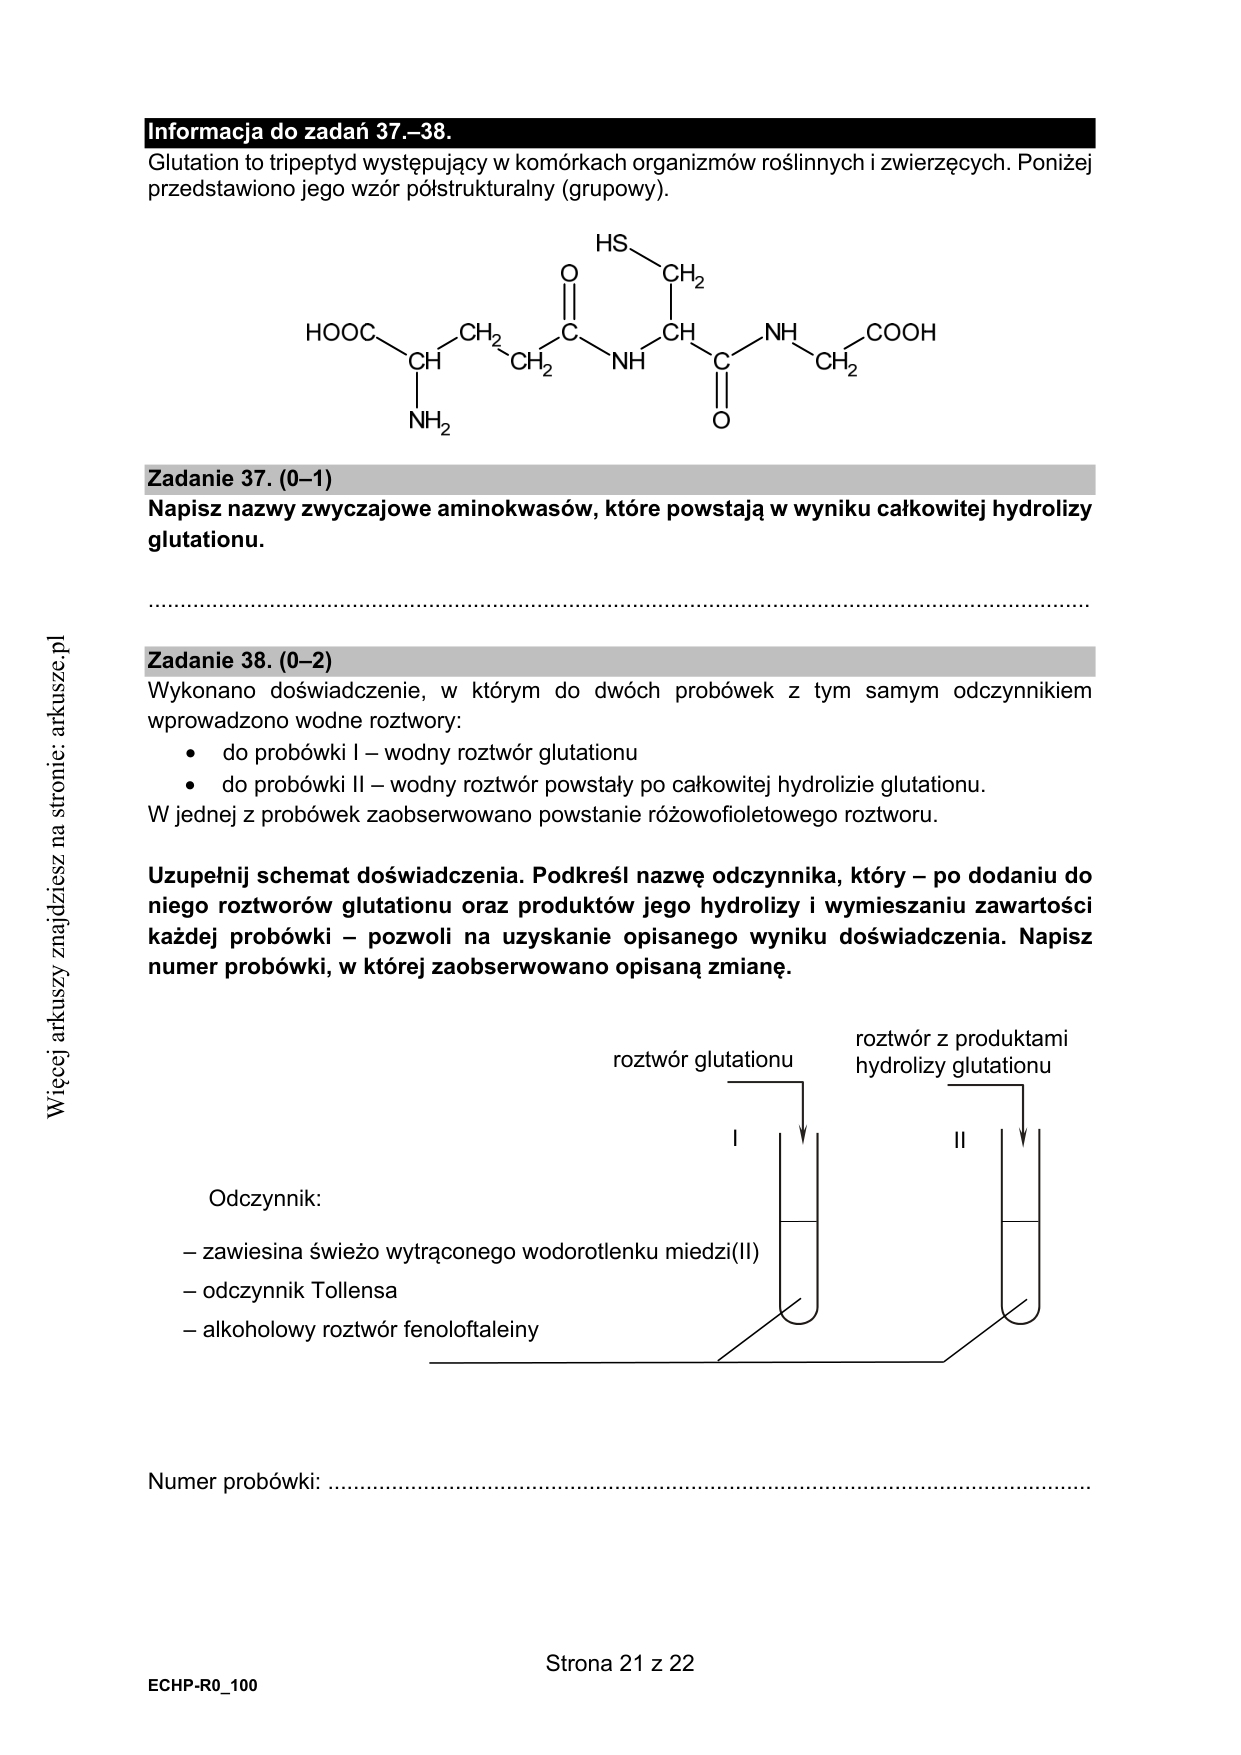 Informacja do zadań 37.–38.
Glutation to tripeptyd występujący w komórkach organizmów roślinnych i zwierzęcych. Poniżej
przedstawiono jego wzór półstrukturalny (grupowy).
HS
O CH2
HOOC CH2 C CH NH COOH
CH CH2 NH C CH2
NH2 O
Zadanie 37. (0–1)
Napisz nazwy zwyczajowe aminokwasów, które powstają w wyniku całkowitej hydrolizy
glutationu.
....................................................................................................................................................
Zadanie 38. (0–2)
Wykonano doświadczenie, w którym do dwóch probówek z tym samym odczynnikiem
wprowadzono wodne roztwory:
• do probówki I – wodny roztwór glutationu
• do probówki II – wodny roztwór powstały po całkowitej hydrolizie glutationu.
W jednej z probówek zaobserwowano powstanie różowofioletowego roztworu.
Uzupełnij schemat doświadczenia. Podkreśl nazwę odczynnika, który – po dodaniu do
niego roztworów glutationu oraz produktów jego hydrolizy i wymieszaniu zawartości
każdej probówki – pozwoli na uzyskanie opisanego wyniku doświadczenia. Napisz
numer probówki, w której zaobserwowano opisaną zmianę.
roztwór glutationu
roztwór z produktami
hydrolizy glutationu
I
II
Odczynnik:
– zawiesina świeżo wytrąconego wodorotlenku miedzi(II)
– odczynnik Tollensa
– alkoholowy roztwór fenoloftaleiny
Numer probówki: ........................................................................................................................
Strona 21 z 22
ECHP-R0_100
Więcej arkuszy znajdziesz na stronie: arkusze.pl